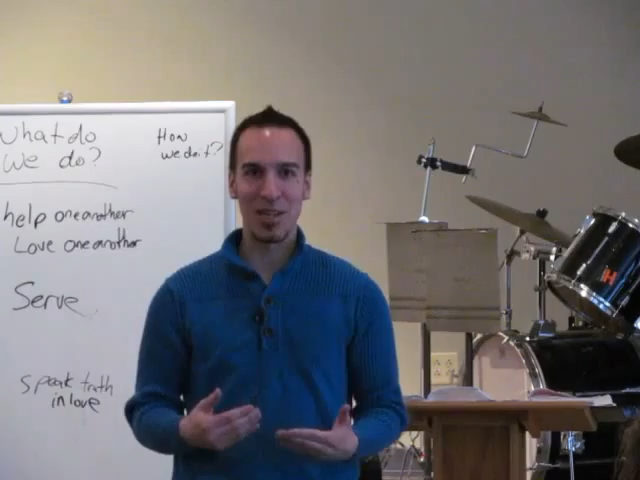 What do
we do?
How
we do it?
help one another
Love one another
Serve
speak truth
in love
H